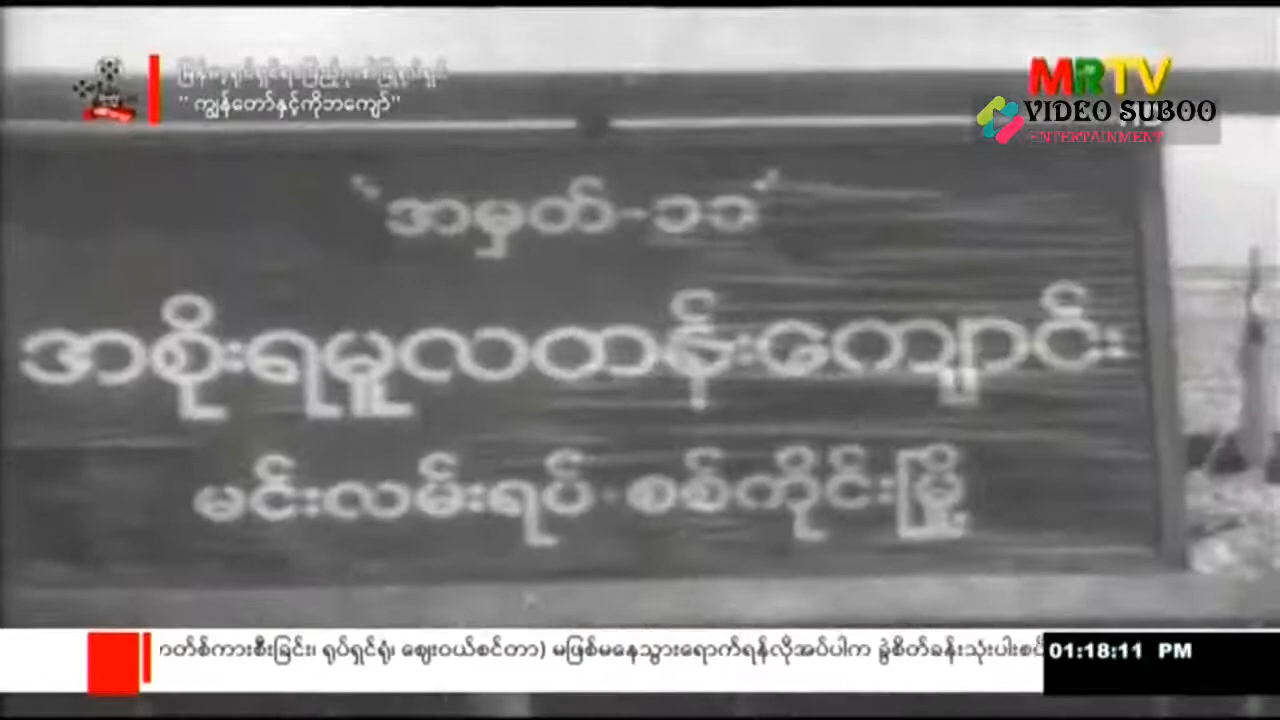 MRTV
" ကျွန်တော်နှင့်ကိုဘကျော်"
VIDEO SUBOO
ENTERTAINMENT
"အမှတ်-၁၁"
အစိုးရမူလတန်းကျောင်း
မင်းလမ်းရပ်-စစ်ကိုင်းမြို့
စ်ကားစီးခြင်း၊ ရုပ်ရှင်ရုံ၊ ဈေးဝယ်စင်တာ) မဖြစ်မနေသွားရောက်ရန်လိုအပ်ပါက ခွဲစိတ်ခန်းသုံးပါးစပ်
01:18:11 PM